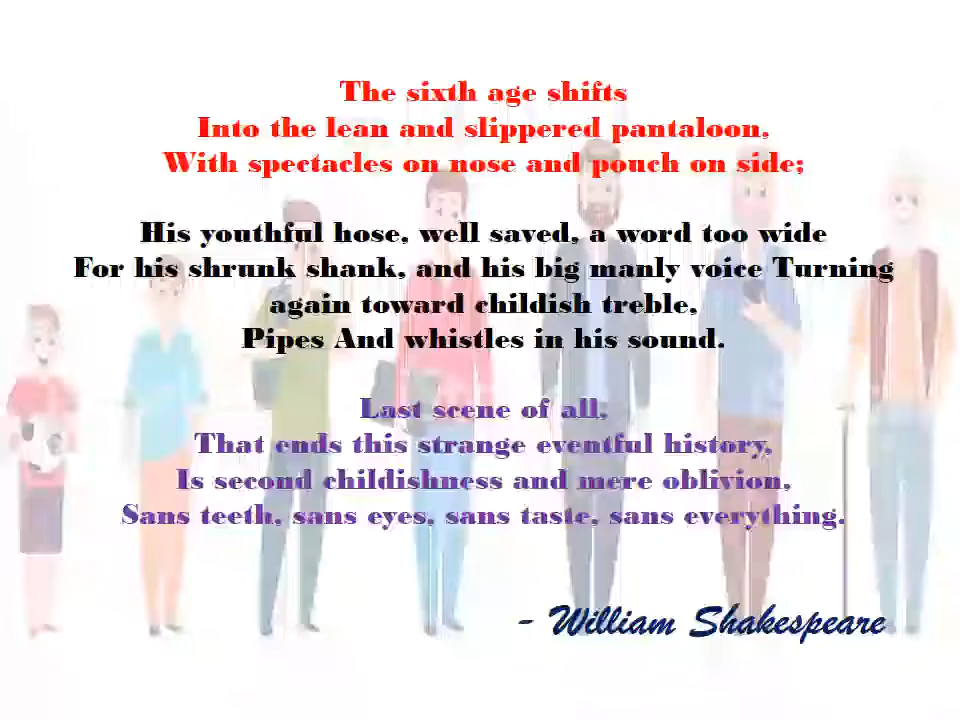 The sixth age shifts
Into the lean and slippered pantaloon,
With spectacles on nose and pouch on side;
His youthful hose, well saved, a word too wide
For his shrunk shank, and his big manly voice Turning
again toward childish treble,
Pipes And whistles in his sound.
Last scene of all,
That ends this strange eventful history,
Is second childishness and mere oblivion,
Sans teeth, sans eyes, sans taste, sans everything.
- William Shakespeare